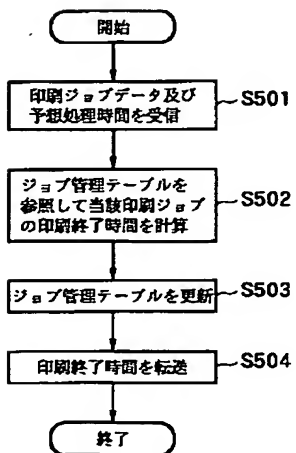 開始
印刷ジョブデータ及び
予想処理時間を受信
S501
ジョブ管理テーブルを
参照して当該印刷ジョブ
の印刷終了時間を計算
S502
ジョブ管理テーブルを更新
S503
印刷終了時間を転送
S504
終了